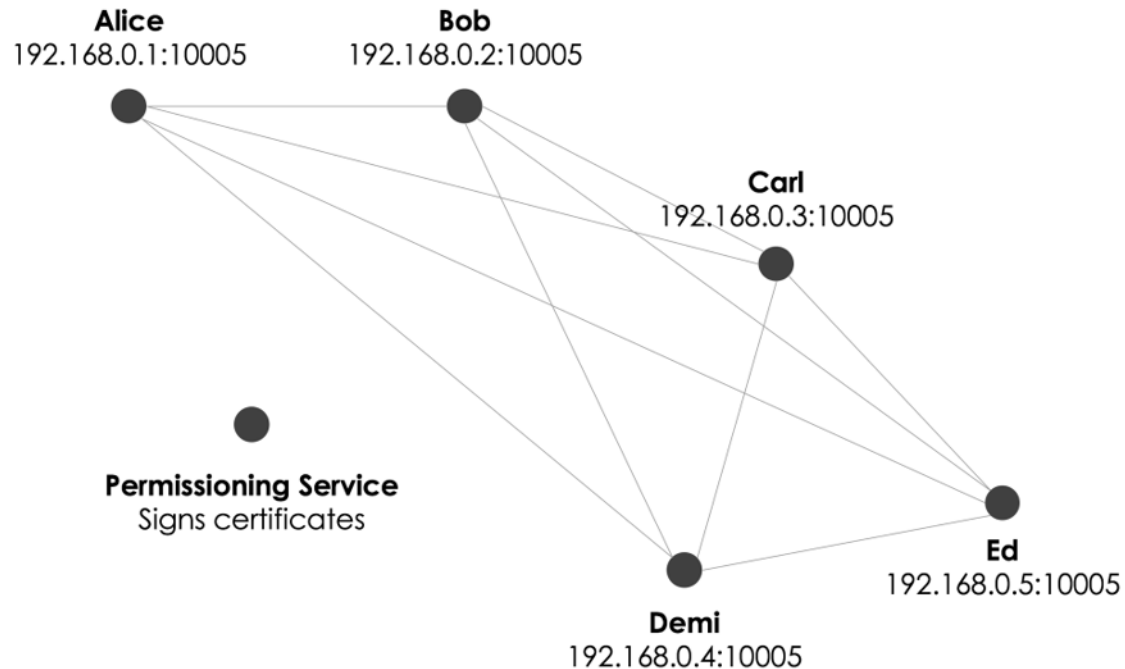 Alice
192.168.0.1:10005
Bob
192.168.0.2:10005
Carl
192.168.0.3:10005
Permissioning Service
Signs certificates
Ed
192.168.0.5:10005
Demi
192.168.0.4:10005